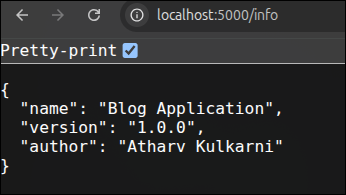 localhost:5000/info
Pretty-print
{
  "name": "Blog Application",
  "version": "1.0.0",
  "author": "Atharv Kulkarni"
}